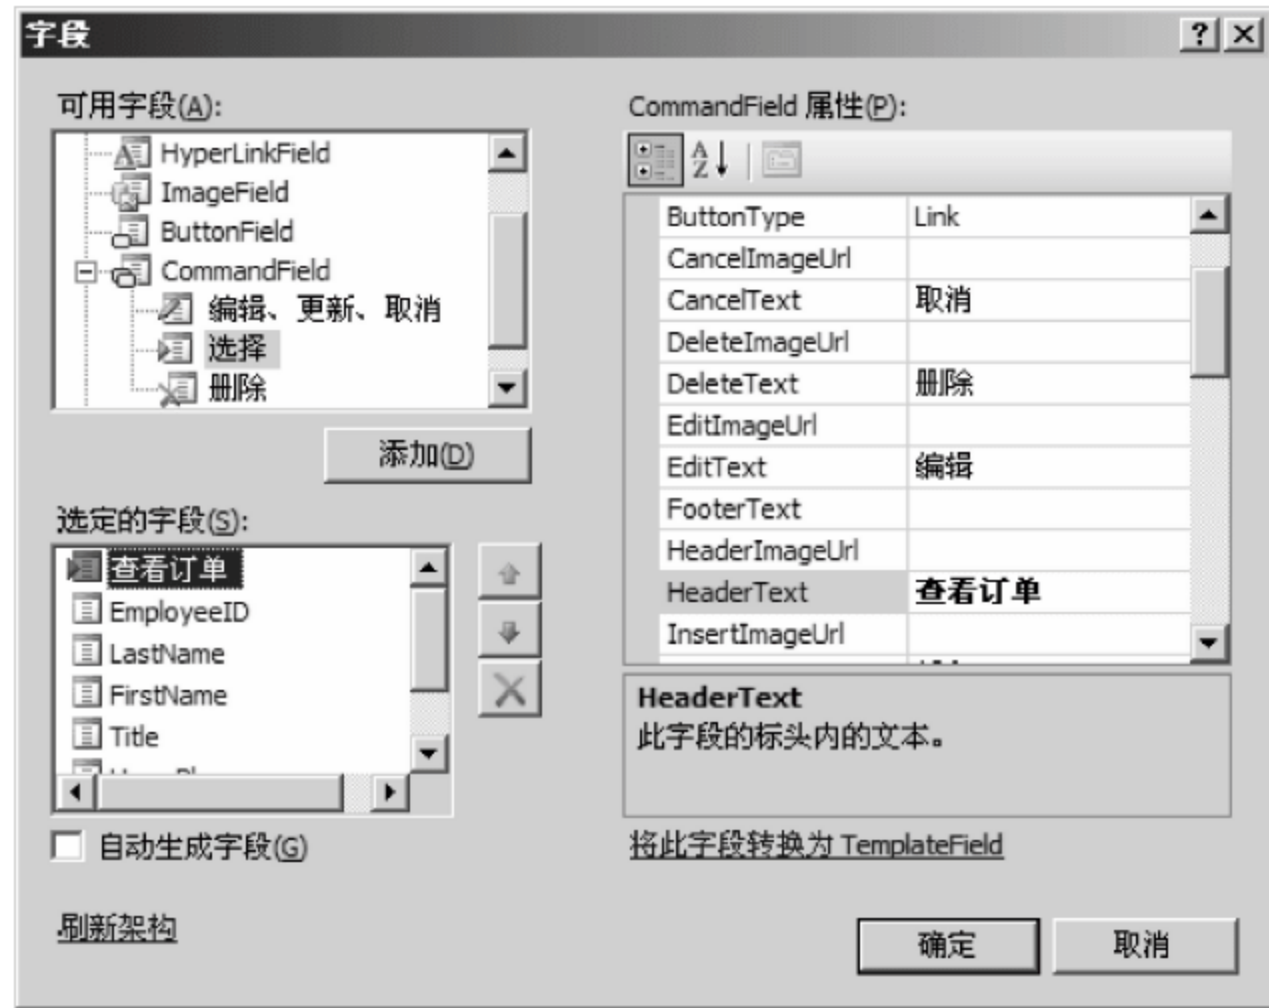 字段
可用字段(A):
HyperLinkField
ImageField
ButtonField
CommandField
编辑、更新、取消
选择
删除
添加(D)
选定的字段(S):
查看订单
EmployeeID
LastName
FirstName
Title
自动生成字段(G)
刷新架构
CommandField 属性(P):
ButtonType Link
CancelImageUrl
CancelText 取消
DeleteImageUrl
DeleteText 删除
EditImageUrl
EditText 编辑
FooterText
HeaderImageUrl
HeaderText 查看订单
InsertImageUrl
HeaderText
此字段的标头内的文本。
将此字段转换为 TemplateField
确定 取消